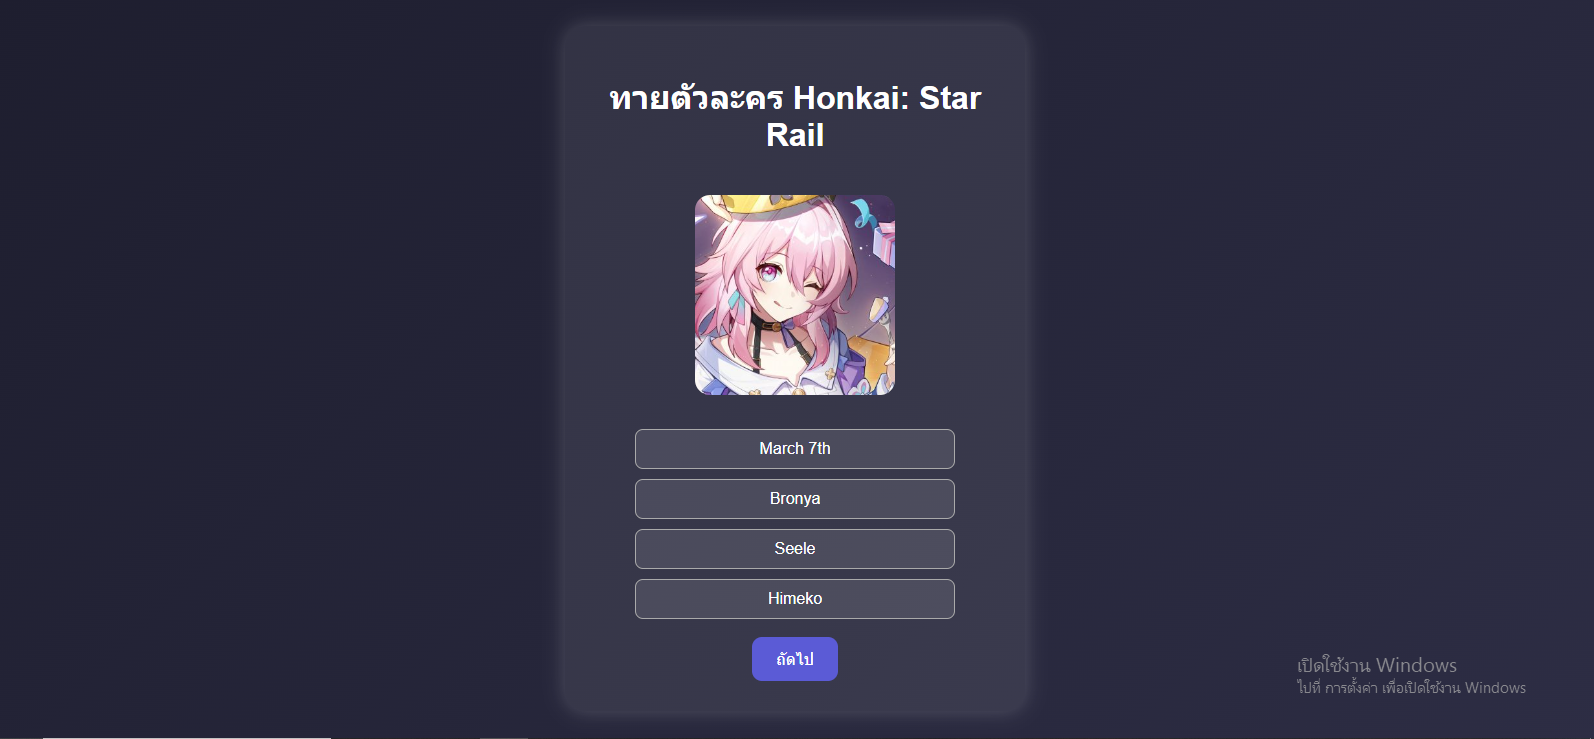 ทายตัวละคร Honkai: Star
Rail
March 7th
Bronya
Seele
Himeko
ถัดไป
เปิดใช้งาน Windows
ไปที่ การตั้งค่า เพื่อเปิดใช้งาน Windows